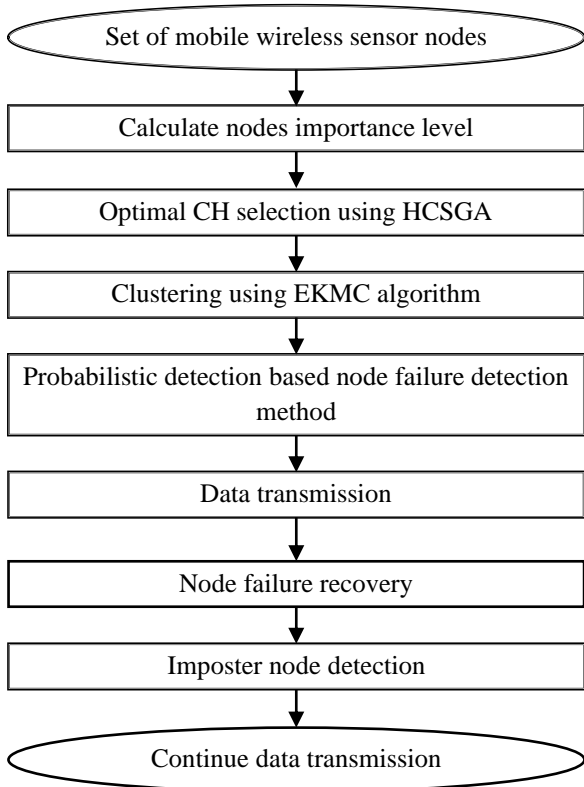 Set of mobile wireless sensor nodes
Calculate nodes importance level
Optimal CH selection using HCSGA
Clustering using EKMC algorithm
Probabilistic detection based node failure detection
method
Data transmission
Node failure recovery
Imposter node detection
Continue data transmission